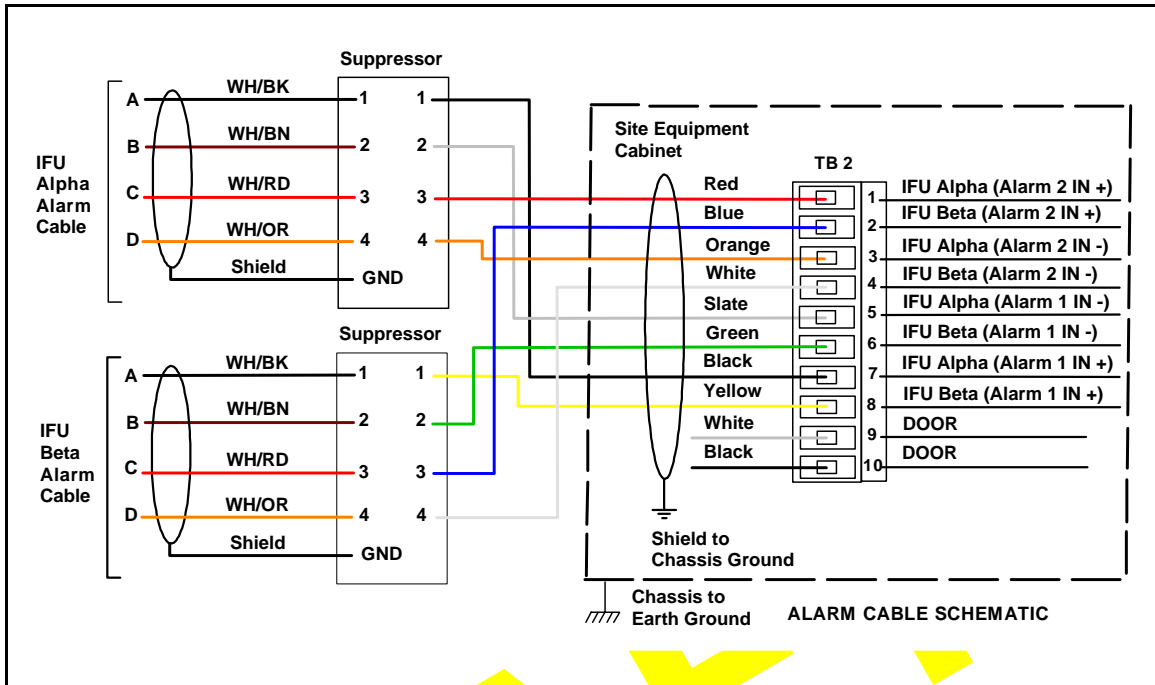 Suppressor
IFU
Alpha
Alarm
Cable
A
WH/BK
1
1
B
WH/BN
2
2
C
WH/RD
3
3
D
WH/OR
4
4
Shield
GND
Suppressor
IFU
Beta
Alarm
Cable
A
WH/BK
1
1
B
WH/BN
2
2
C
WH/RD
3
3
D
WH/OR
4
4
Shield
GND
Site Equipment
Cabinet
TB 2
Red
1
IFU Alpha (Alarm 2 IN +)
Blue
2
IFU Beta (Alarm 2 IN +)
Orange
3
IFU Alpha (Alarm 2 IN -)
White
4
IFU Beta (Alarm 2 IN -)
Slate
5
IFU Alpha (Alarm 1 IN -)
Green
6
IFU Beta (Alarm 1 IN -)
Black
7
IFU Alpha (Alarm 1 IN +)
Yellow
8
IFU Beta (Alarm 1 IN +)
White
9
DOOR
Black
10
DOOR
Shield to
Chassis Ground
Chassis to
Earth Ground
ALARM CABLE SCHEMATIC